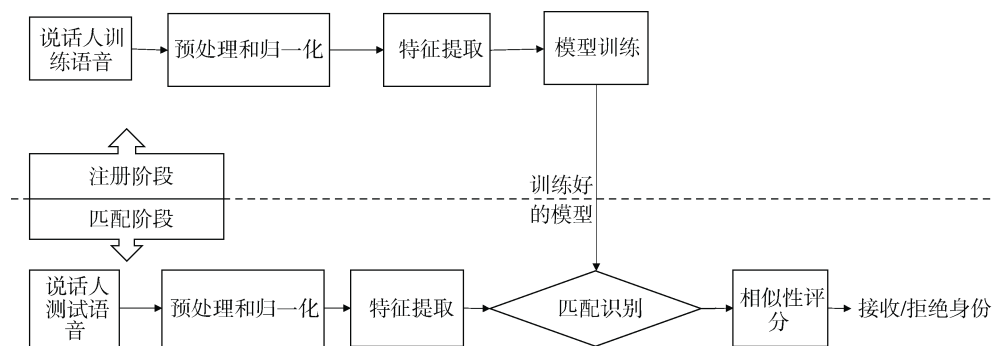 说话人训
练语音
预处理和归一化
特征提取
模型训练
注册阶段
匹配阶段
训练好
的模型
说话人
测试语
音
预处理和归一化
特征提取
匹配识别
相似性评
分
接收/拒绝身份